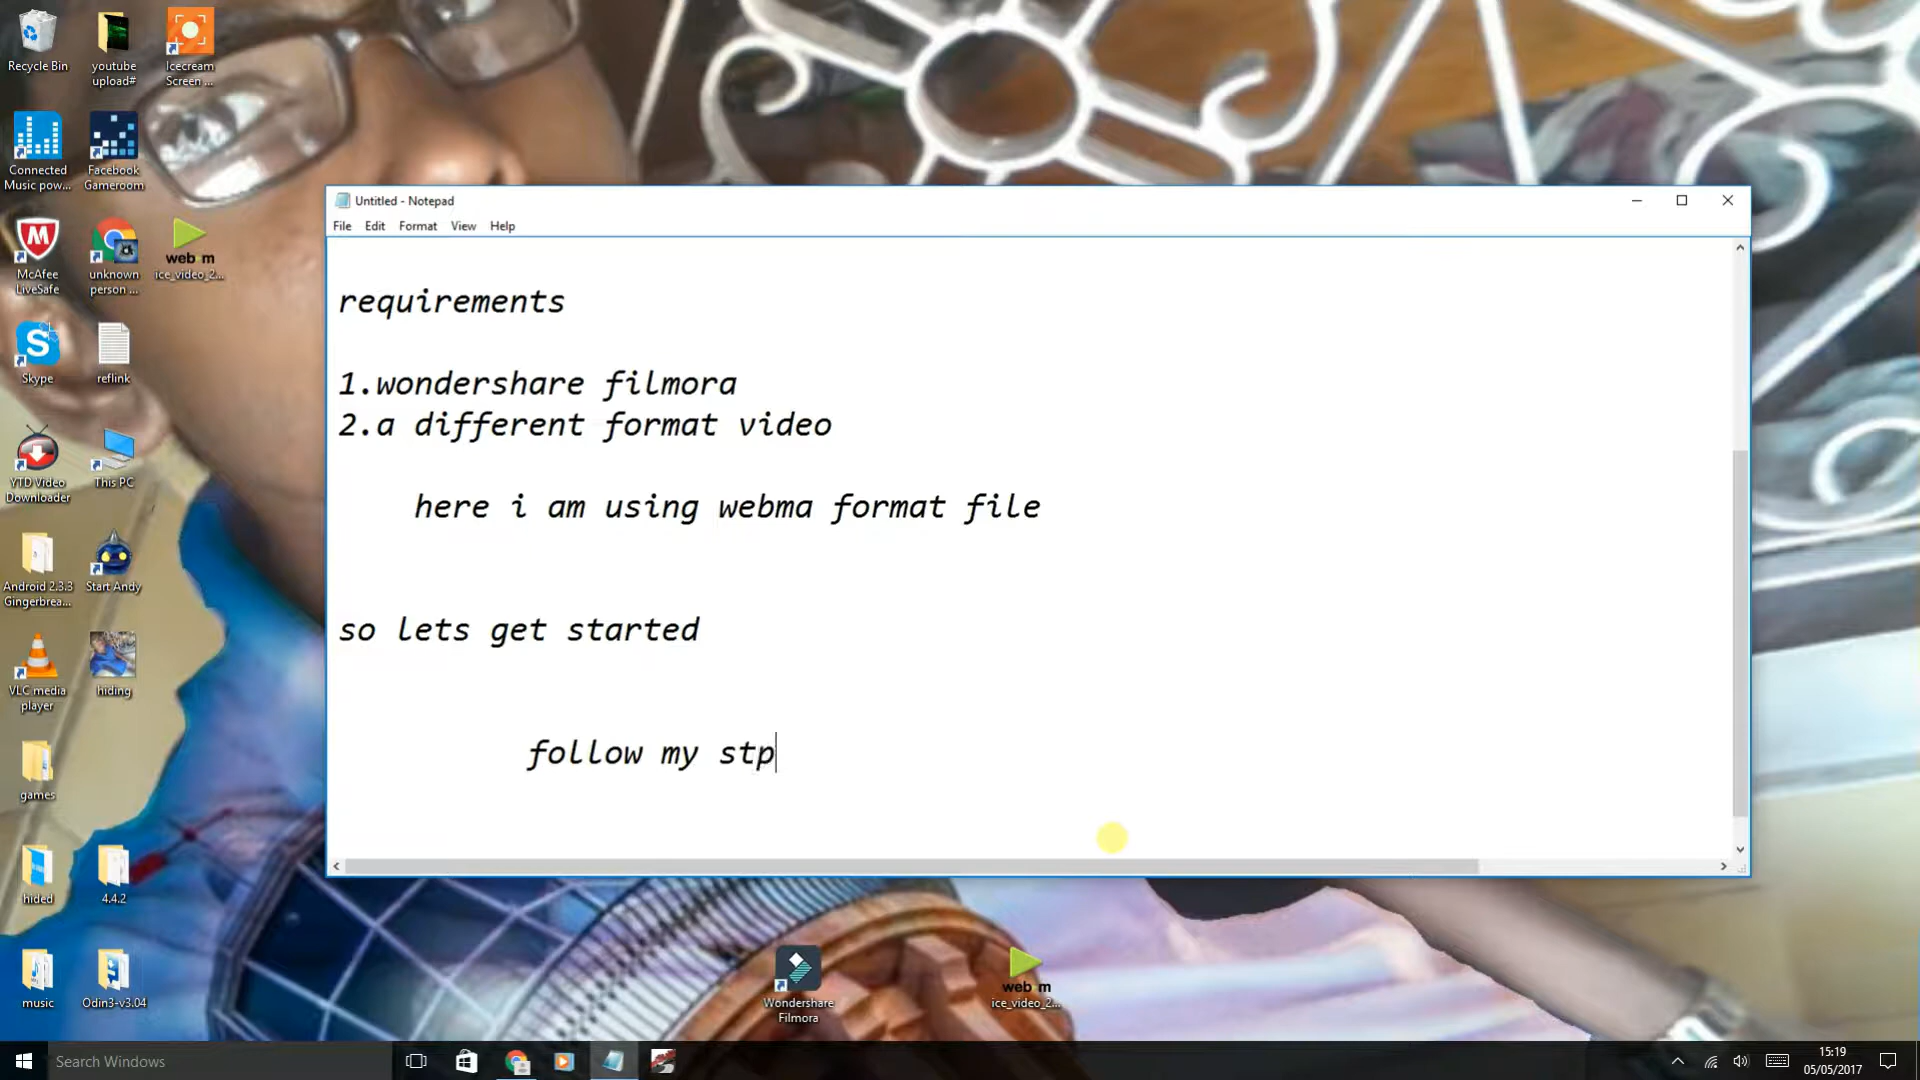 Recycle Bin
youtube
upload#
Icecream
Screen ...
Connected
Music pow...
Facebook
Gameroom
McAfee
LiveSafe
unknown
person ...
web m
ice_video_2...
Skype
reflink
YTD Video
Downloader
This PC
Android 2.3.3
Gingerbrea...
Start Andy
VLC media
player
hiding
games
hided
4.4.2
music
Odin3-v3.04
Untitled - Notepad
File Edit Format View Help
requirements
1.wondershare filmora
2.a different format video
here i am using webma format file
so lets get started
follow my stp
Wondershare
Filmora
web m
ice_video_2...
Search Windows
15:19
05/05/2017